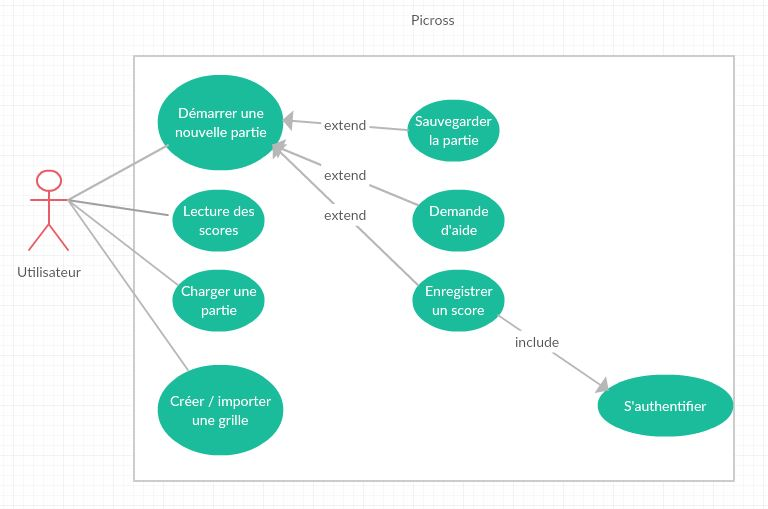 Picross
Démarrer une
nouvelle partie
extend
Sauvegarder
la partie
extend
Demande
d'aide
extend
Lecture des
scores
Utilisateur
Charger une
partie
Enregistrer
un score
include
Créer / importer
une grille
S'authentifier